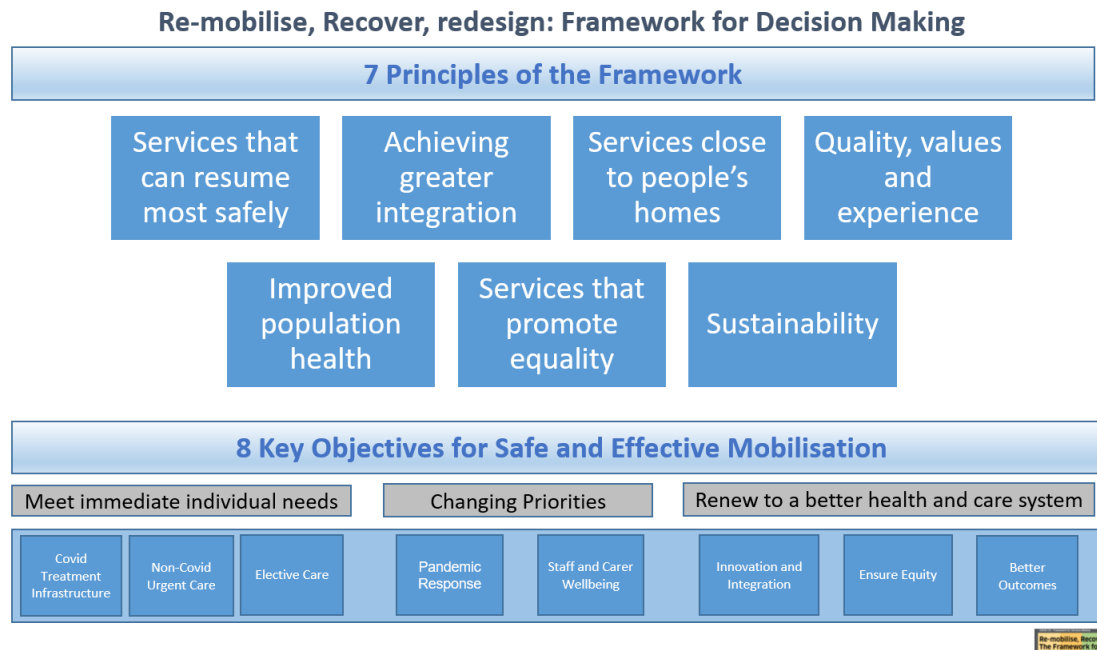 Re-mobilise, Recover, redesign: Framework for Decision Making
7 Principles of the Framework
Services that
can resume
most safely
Achieving
greater
integration
Services close
to people’s
homes
Quality, values
and
experience
Improved
population
health
Services that
promote
equality
Sustainability
8 Key Objectives for Safe and Effective Mobilisation
Meet immediate individual needs
Changing Priorities
Renew to a better health and care system
Covid
Treatment
Infrastructure
Non-Covid
Urgent Care
Elective Care
Pandemic
Response
Staff and Carer
Wellbeing
Innovation and
Integration
Ensure Equity
Better
Outcomes
Re-mobilise,
The Framework